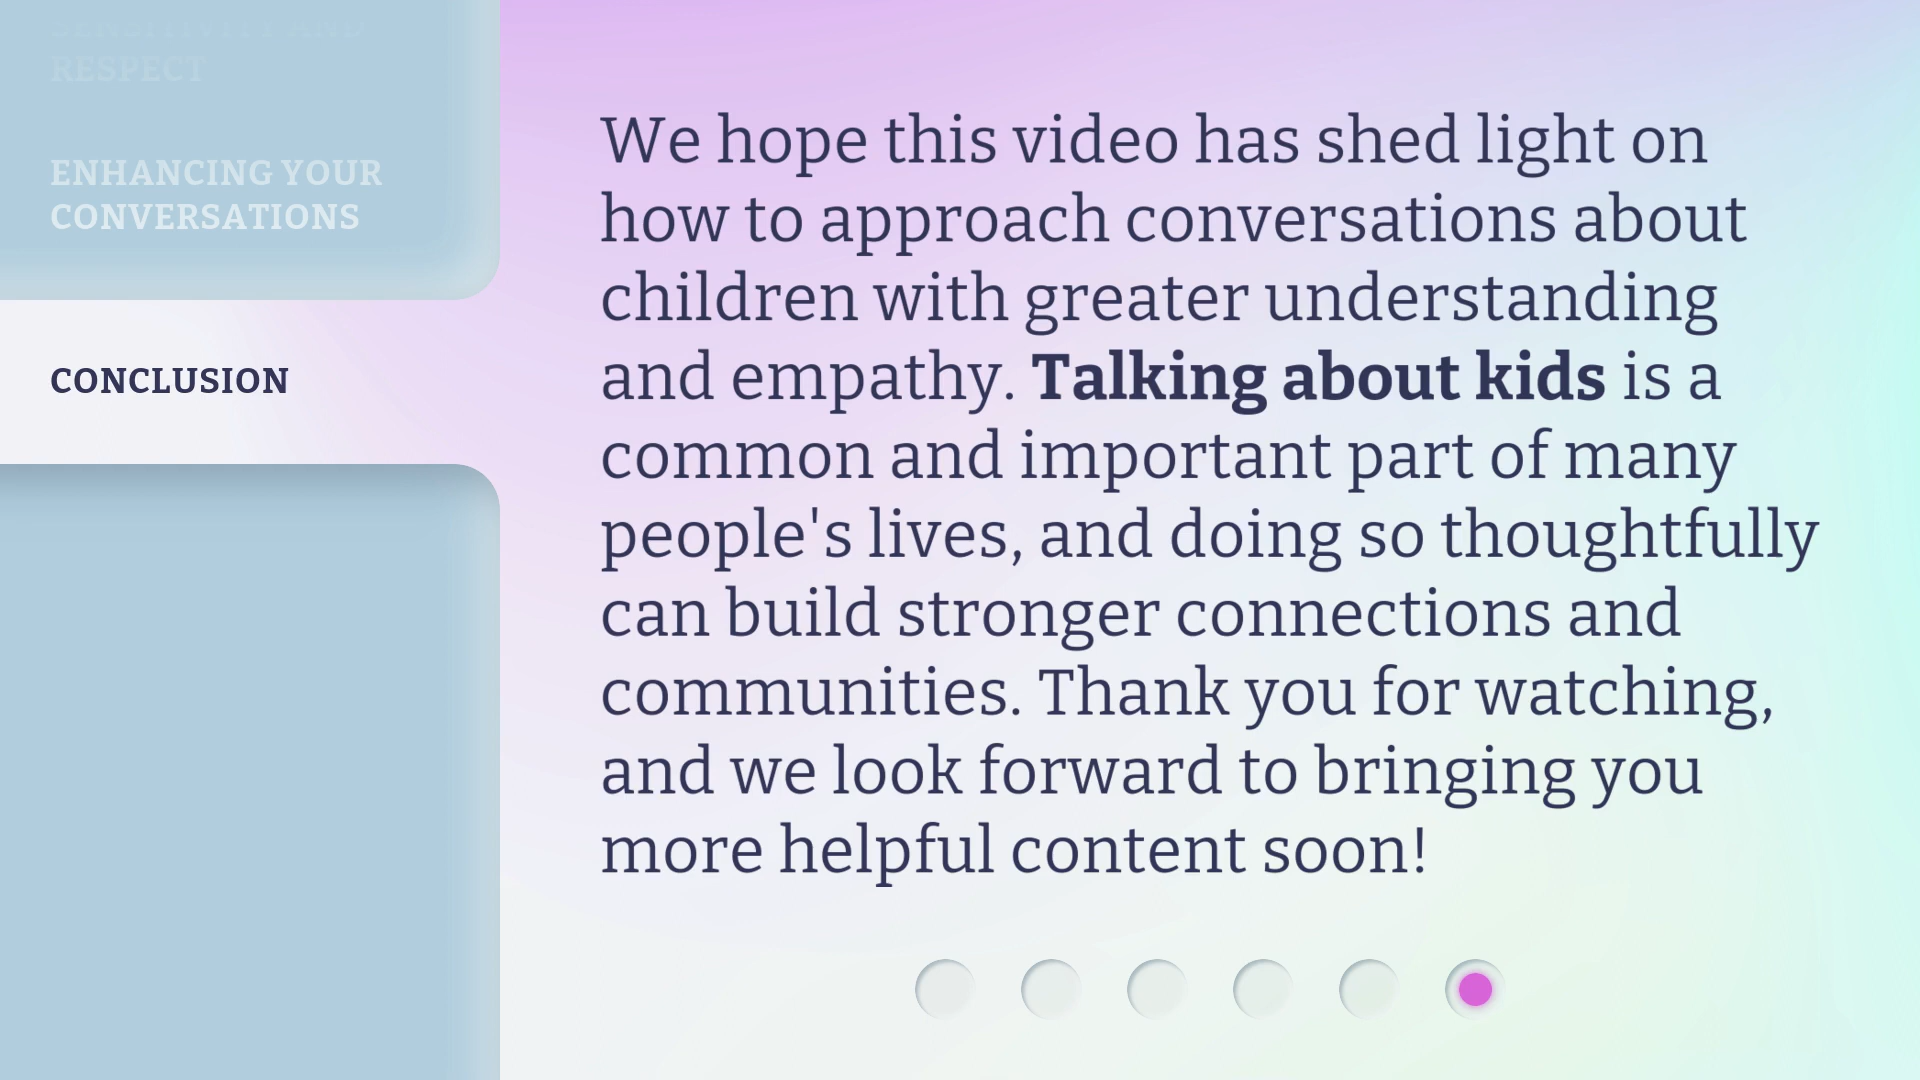 SENSITIVITY AND
RESPECT
ENHANCING YOUR
CONVERSATIONS
CONCLUSION
We hope this video has shed light on
how to approach conversations about
children with greater understanding
and empathy. Talking about kids is a
common and important part of many
people's lives, and doing so thoughtfully
can build stronger connections and
communities. Thank you for watching,
and we look forward to bringing you
more helpful content soon!